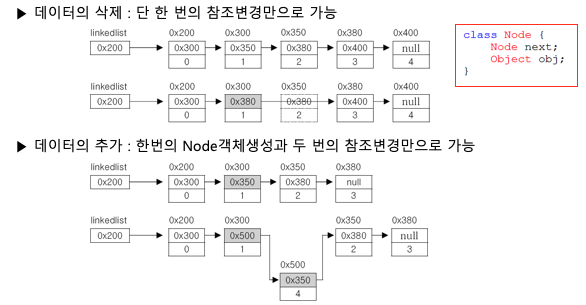 ▶ 데이터의 삭제 : 단 한 번의 참조변경만으로 가능
linkedlist 0x200 0x300 0x350 0x380 0x400
0x200 0x300 0x350 0x380 0x400 null
0 1 2 3 4
class Node {
Node next;
Object obj;
}
linkedlist 0x200 0x300 0x350 0x380 0x400
0x200 0x300 0x380 0x380 0x400 null
0 1 2 3 4
▶ 데이터의 추가 : 한번의 Node객체생성과 두 번의 참조변경만으로 가능
linkedlist 0x200 0x300 0x350 0x380
0x200 0x300 0x350 0x380 null
0 1 2 3
linkedlist 0x200 0x300 0x350 0x380
0x200 0x300 0x500 0x380 null
0 1 2 3
0x500
0x350
4